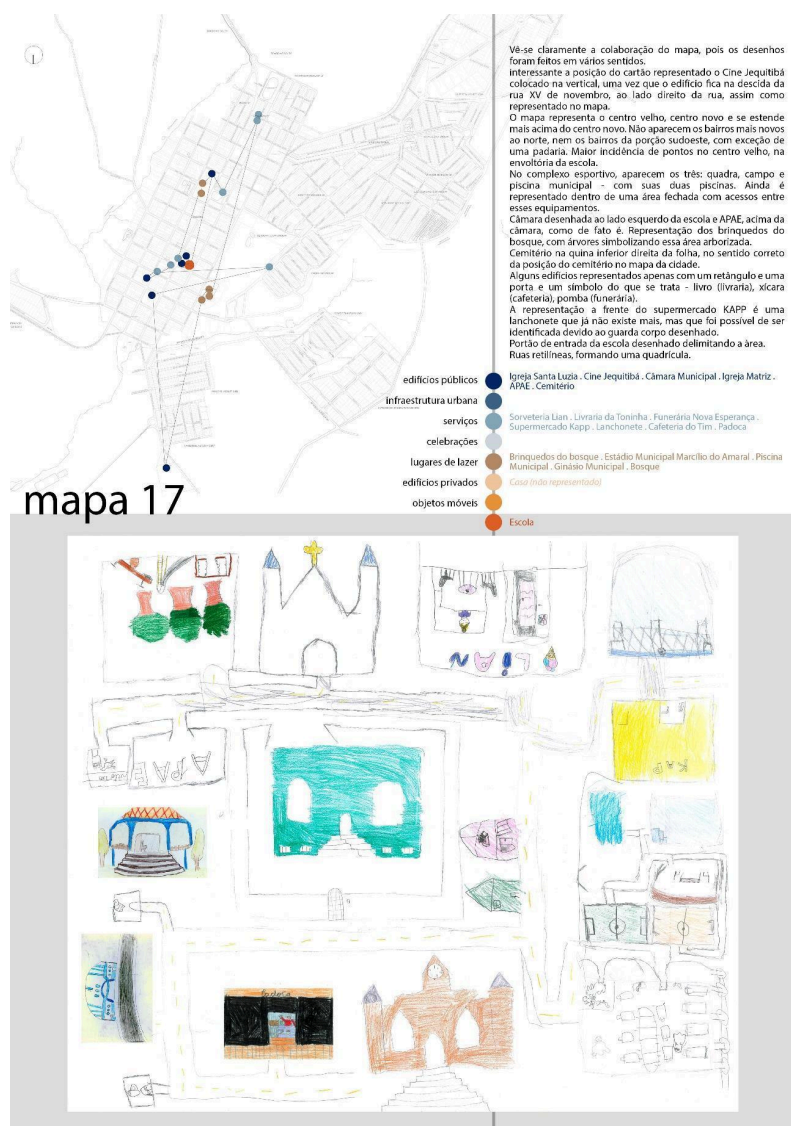 Vê-se claramente a colaboração do mapa, pois os desenhos
foram feitos em vários sentidos.
interessante a posição do cartão representado o Cine Jequitibá
colocado na vertical, uma vez que o edifício fica na descida da
rua XV de novembro, ao lado direito da rua, assim como
representado no mapa.
O mapa representa o centro velho, centro novo e se estende
mais acima do centro novo. Não aparecem os bairros mais novos
ao norte, nem os bairros da porção sudoeste, com exceção de
uma padaria. Maior incidência de pontos no centro velho, na
envoltória da escola.
No complexo esportivo, aparecem os três: quadra, campo e
piscina municipal - com suas duas piscinas. Ainda é
representado dentro de uma área fechada com acessos entre
esses equipamentos.
Câmara desenhada ao lado esquerdo da escola e APAE, acima da
câmara, como de fato é. Representação dos brinquedos do
bosque, com árvores simbolizando essa área arborizada.
Cemitério na quina inferior direita da folha, no sentido correto
da posição do cemitério no mapa da cidade.
Alguns edifícios representados apenas com um retângulo e uma
porta e um símbolo do que se trata - livro (livraria), xícara
(cafeteria), pomba (funerária).
A representação a frente do supermercado KAPP é uma
lanchonete que já não existe mais, mas que foi possível de ser
identificada devido ao guarda corpo desenhado.
Portão de entrada da escola desenhado delimitando a àrea.
Ruas retilíneas, formando uma quadrícula.
edifícios públicos
Igreja Santa Luzia . Cine Jequitibá . Câmara Municipal . Igreja Matriz .
APAE . Cemitério
infraestrutura urbana
serviços
Sorveteria Lian . Livraria da Toninha . Funerária Nova Esperança .
Supermercado Kapp . Lanchonete . Cafeteria do Tim . Padoca
celebrações
lugares de lazer
Brinquedos do bosque . Estádio Municipal Marcílio do Amaral . Piscina
Municipal . Ginásio Municipal . Bosque
edifícios privados
Casa (não representado)
objetos móveis
Escola
mapa 17
LIAN
KAP
APAE
Padoca